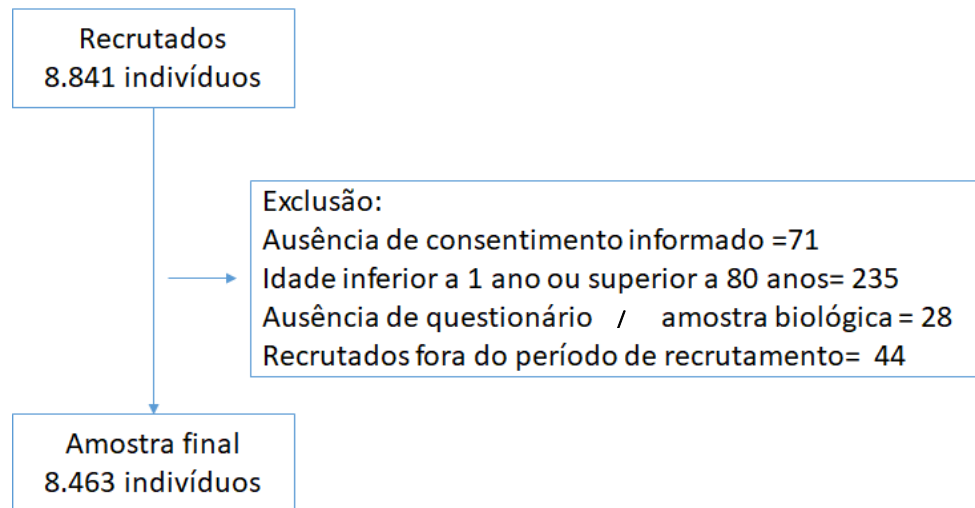 Recrutados
8.841 indivíduos
Exclusão:
Ausência de consentimento informado =71
Idade inferior a 1 ano ou superior a 80 anos= 235
Ausência de questionário / amostra biológica = 28
Recrutados fora do período de recrutamento= 44
Amostra final
8.463 indivíduos